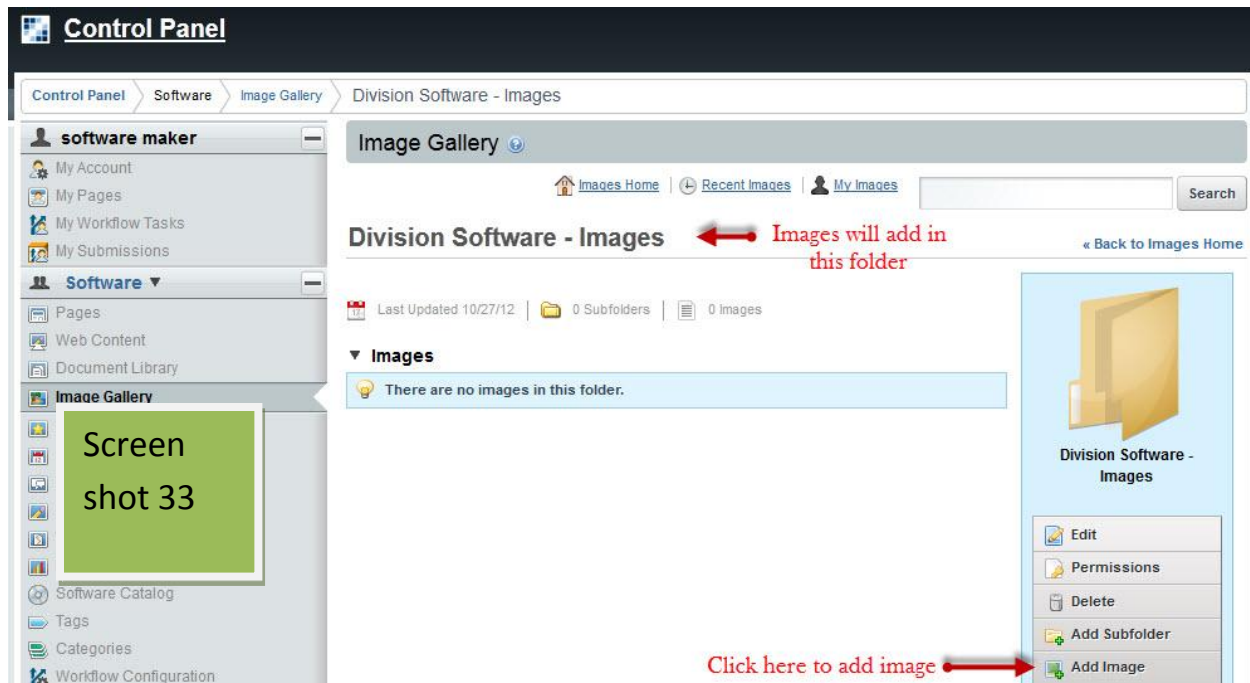 Control Panel
Control Panel Software Image Gallery Division Software - Images
software maker
My Account
My Pages
My Workflow Tasks
My Submissions
Software ▼
Pages
Web Content
Document Library
Image Gallery
Screen
shot 33
Software Catalog
Tags
Categories
Workflow Configuration
Image Gallery
Images Home | Recent Images | My Images
Search
Division Software - Images
Images will add in
this folder
« Back to Images Home
Last Updated 10/27/12 | 0 Subfolders | 0 Images
▼ Images
There are no images in this folder.
Division Software -
Images
Edit
Permissions
Delete
Add Subfolder
Click here to add image
Add Image